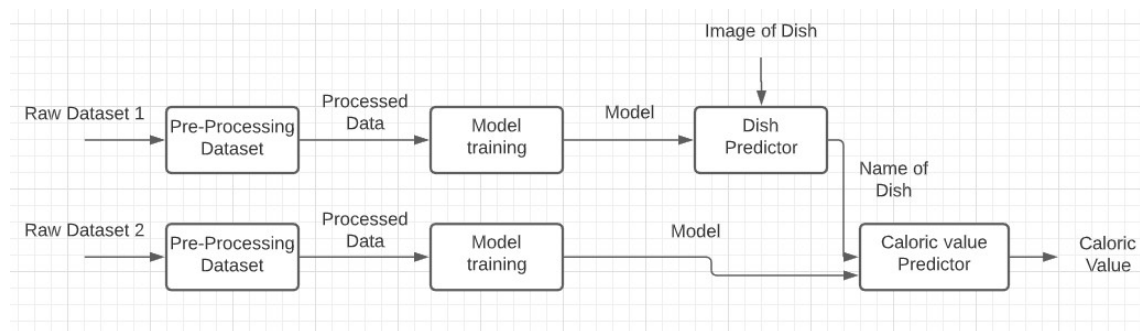 Image of Dish
Raw Dataset 1
Pre-Processing
Dataset
Processed
Data
Model
training
Model
Dish
Predictor
Name of
Dish
Raw Dataset 2
Pre-Processing
Dataset
Processed
Data
Model
training
Model
Caloric value
Predictor
Caloric
Value